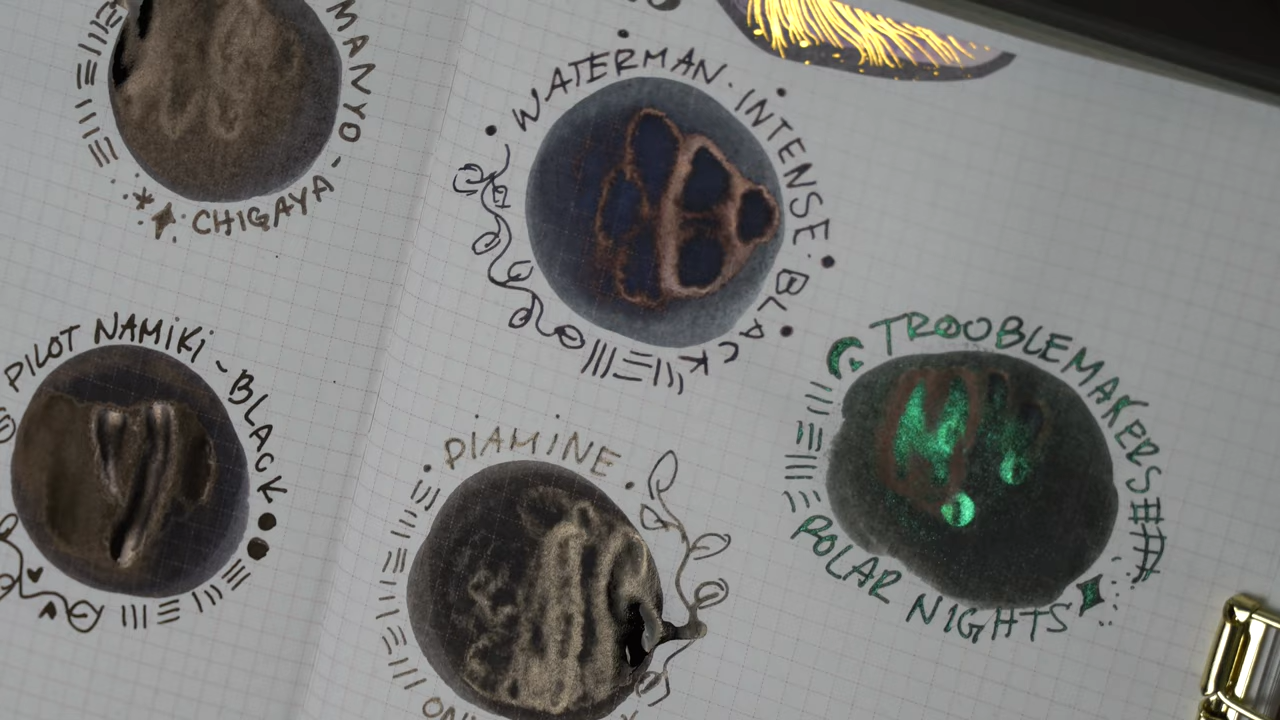 MANYO - CHIGAYA
WATERMAN · INTENSE · BLACK
PILOT NAMIKI - BLACK
TROUBLEMAKERS
POLAR NIGHTS
DIAMINE